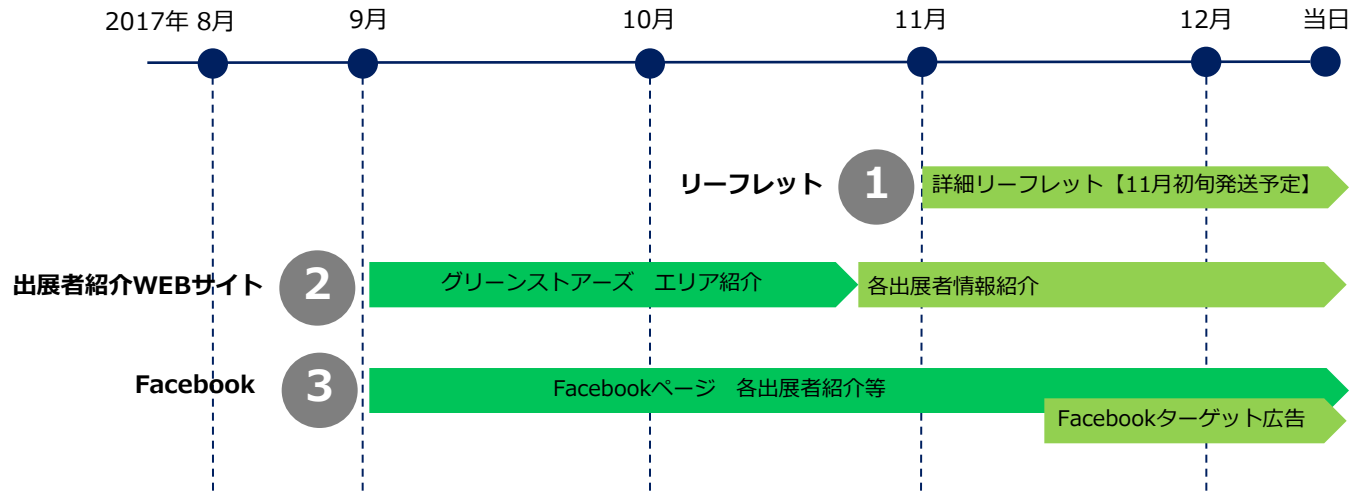 2017年 8月
9月
10月
11月
12月
当日
リーフレット
1
詳細リーフレット【11月初旬発送予定】
出展者紹介WEBサイト
2
グリーンストアーズ　エリア紹介
各出展者情報紹介
Facebook
3
Facebookページ　各出展者紹介等
Facebookターゲット広告